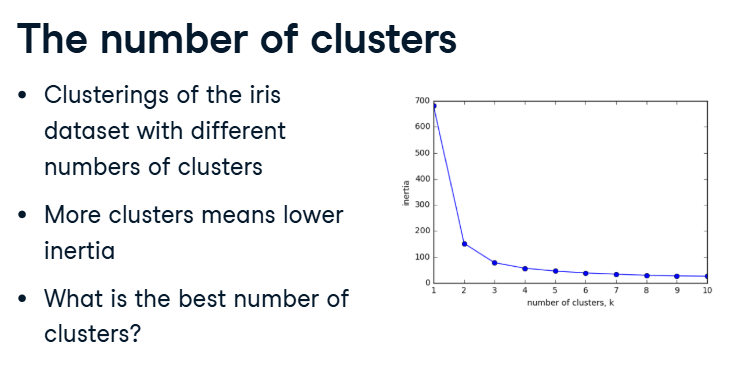 The number of clusters
• Clusterings of the iris
dataset with different
numbers of clusters
• More clusters means lower
inertia
• What is the best number of
clusters?
700
600
500
400
300
200
100
0
inertia
1 2 3 4 5 6 7 8 9 10
number of clusters, k